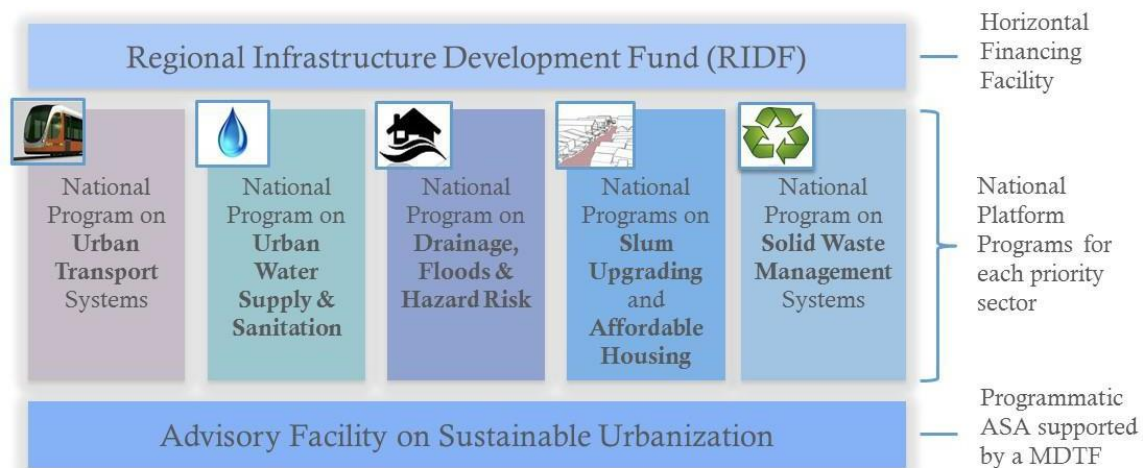 Regional Infrastructure Development Fund (RIDF)
Horizontal
Financing
Facility
National
Program on
Urban
Transport
Systems
National
Program on
Urban
Water
Supply &
Sanitation
National
Program on
Drainage,
Floods &
Hazard Risk
National
Programs on
Slum
Upgrading
and
Affordable
Housing
National
Program on
Solid Waste
Management
Systems
National
Platform
Programs for
each priority
sector
Advisory Facility on Sustainable Urbanization
Programmatic
ASA supported
by a MDTF